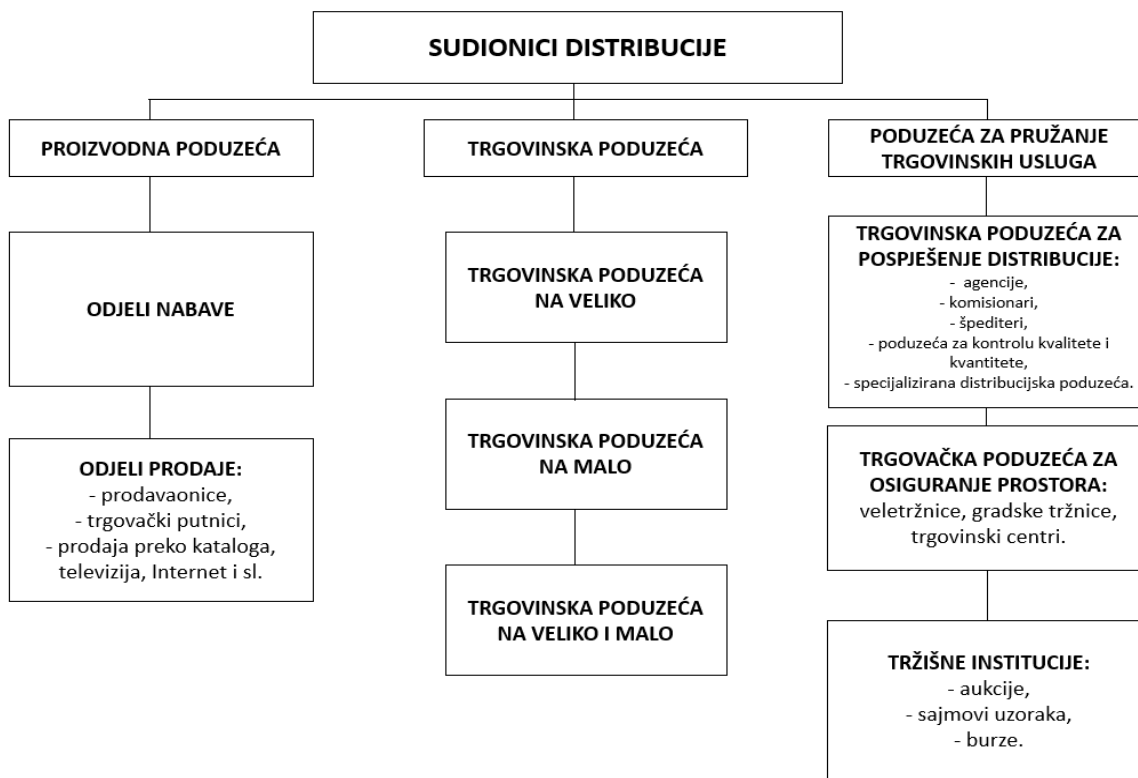 SUDIONICI DISTRIBUCIJE
PROIZVODNA PODUZEĆA
ODJELI NABAVE
ODJELI PRODAJE:
- prodavaonice,
- trgovački putnici,
- prodaja preko kataloga,
televizija, Internet i sl.
TRGOVINSKA PODUZEĆA
TRGOVINSKA PODUZEĆA
NA VELIKO
TRGOVINSKA PODUZEĆA
NA MALO
TRGOVINSKA PODUZEĆA
NA VELIKO I MALO
PODUZEĆA ZA PRUŽANJE
TRGOVINSKIH USLUGA
TRGOVINSKA PODUZEĆA ZA
POSPJEŠENJE DISTRIBUCIJE:
- agencije,
- komisionari,
- špediteri,
- poduzeća za kontrolu kvalitete i
kvantitete,
- specijalizirana distribucijska poduzeća.
TRGOVAČKA PODUZEĆA ZA
OSIGURANJE PROSTORA:
veletržnice, gradske tržnice,
trgovinski centri.
TRŽIŠNE INSTITUCIJE:
- aukcije,
- sajmovi uzoraka,
- burze.